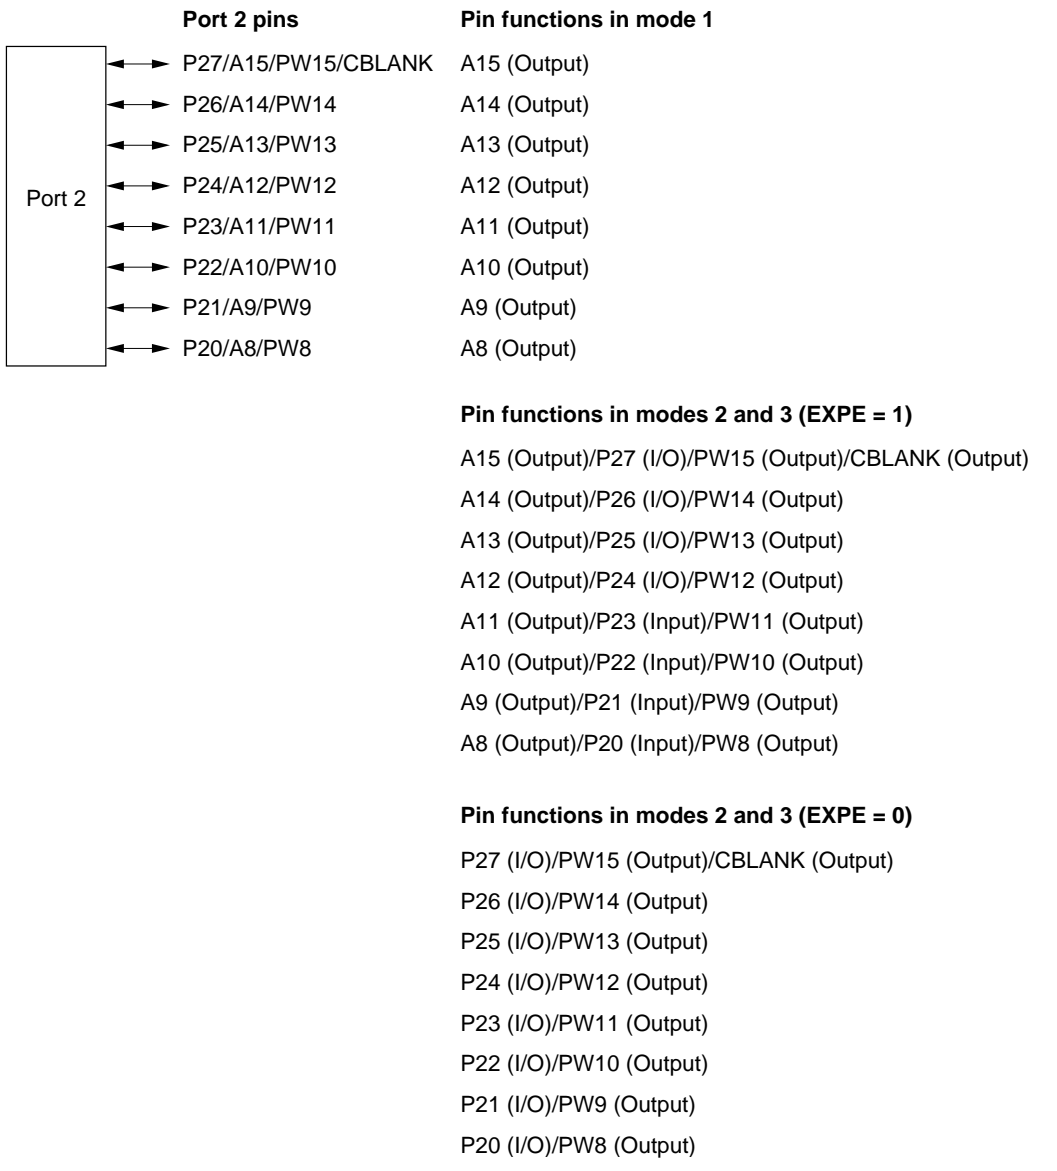 Port 2 pins Pin functions in mode 1
P27/A15/PW15/CBLANK A15 (Output)
P26/A14/PW14 A14 (Output)
P25/A13/PW13 A13 (Output)
P24/A12/PW12 A12 (Output)
Port 2
P23/A11/PW11 A11 (Output)
P22/A10/PW10 A10 (Output)
P21/A9/PW9 A9 (Output)
P20/A8/PW8 A8 (Output)
Pin functions in modes 2 and 3 (EXPE = 1)
A15 (Output)/P27 (I/O)/PW15 (Output)/CBLANK (Output)
A14 (Output)/P26 (I/O)/PW14 (Output)
A13 (Output)/P25 (I/O)/PW13 (Output)
A12 (Output)/P24 (I/O)/PW12 (Output)
A11 (Output)/P23 (Input)/PW11 (Output)
A10 (Output)/P22 (Input)/PW10 (Output)
A9 (Output)/P21 (Input)/PW9 (Output)
A8 (Output)/P20 (Input)/PW8 (Output)
Pin functions in modes 2 and 3 (EXPE = 0)
P27 (I/O)/PW15 (Output)/CBLANK (Output)
P26 (I/O)/PW14 (Output)
P25 (I/O)/PW13 (Output)
P24 (I/O)/PW12 (Output)
P23 (I/O)/PW11 (Output)
P22 (I/O)/PW10 (Output)
P21 (I/O)/PW9 (Output)
P20 (I/O)/PW8 (Output)